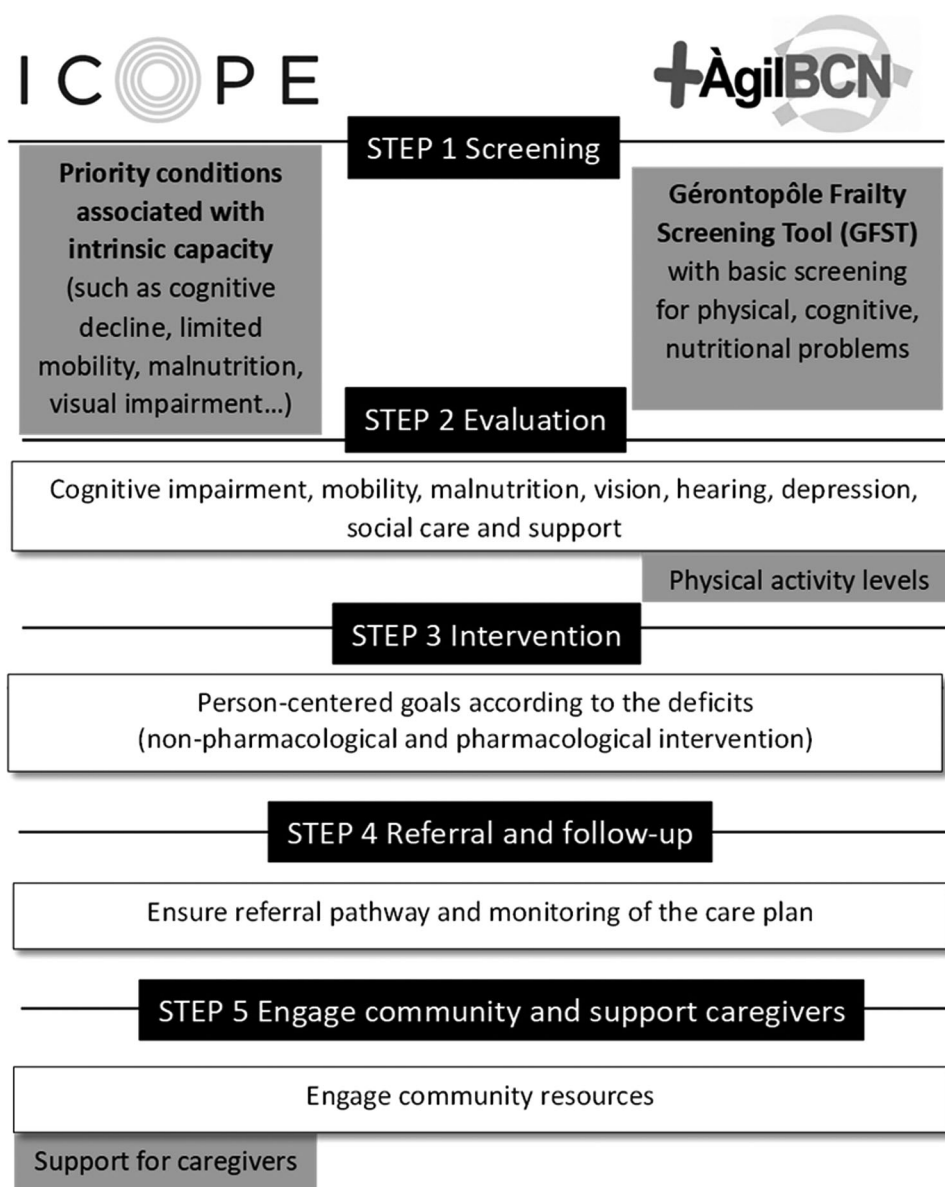 ICOPE
+ÀgilBCN
STEP 1 Screening
Priority conditions
associated with
intrinsic capacity
(such as cognitive
decline, limited
mobility, malnutrition,
visual impairment…)
Gérontopôle Frailty
Screening Tool (GFST)
with basic screening
for physical, cognitive,
nutritional problems
STEP 2 Evaluation
Cognitive impairment, mobility, malnutrition, vision, hearing, depression,
social care and support
Physical activity levels
STEP 3 Intervention
Person-centered goals according to the deficits
(non-pharmacological and pharmacological intervention)
STEP 4 Referral and follow-up
Ensure referral pathway and monitoring of the care plan
STEP 5 Engage community and support caregivers
Engage community resources
Support for caregivers